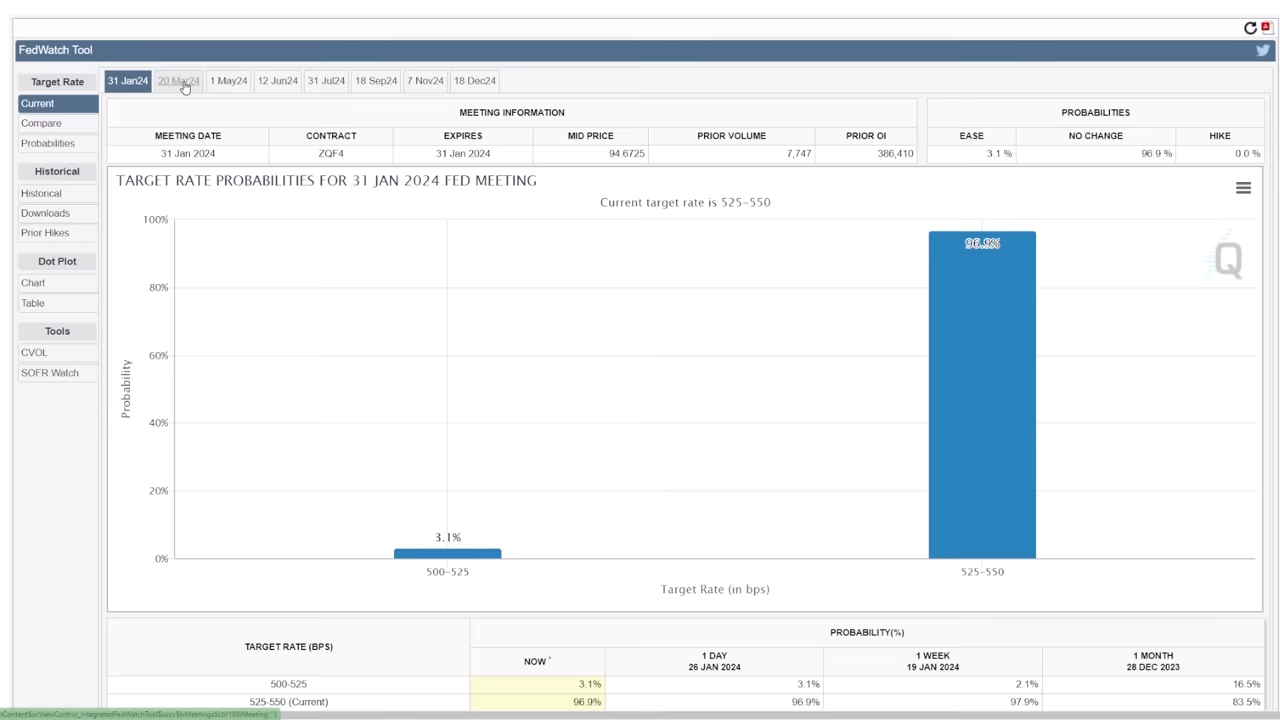 FedWatch Tool
Target Rate
Current
Compare
Probabilities
Historical
Historical
Downloads
Prior Hikes
Dot Plot
Chart
Table
Tools
CVOL
SOFR Watch
31 Jan24 20 Mar24 1 May24 12 Jun24 31 Jul24 18 Sep24 7 Nov24 18 Dec24
MEETING INFORMATION
MEETING DATE CONTRACT EXPIRES MID PRICE PRIOR VOLUME PRIOR OI
31 Jan 2024 ZQF4 31 Jan 2024 94.6725 7,747 386,410
PROBABILITIES
EASE NO CHANGE HIKE
3.1 % 96.9 % 0.0 %
TARGET RATE PROBABILITIES FOR 31 JAN 2024 FED MEETING
Current target rate is 525-550
Probability
100%
80%
60%
40%
20%
0%
3.1%
96.9%
Q
500-525 525-550
Target Rate (in bps)
TARGET RATE (BPS) PROBABILITY(%)
NOW * 1 DAY 1 WEEK 1 MONTH
26 JAN 2024 19 JAN 2024 28 DEC 2023
500-525 3.1% 3.1% 2.1% 16.5%
525-550 (Current) 96.9% 96.9% 97.9% 83.5%